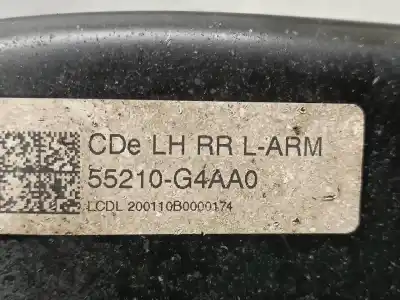 CDe LH RR L-ARM
55210-G4AA0
LCDL 200110B0000174